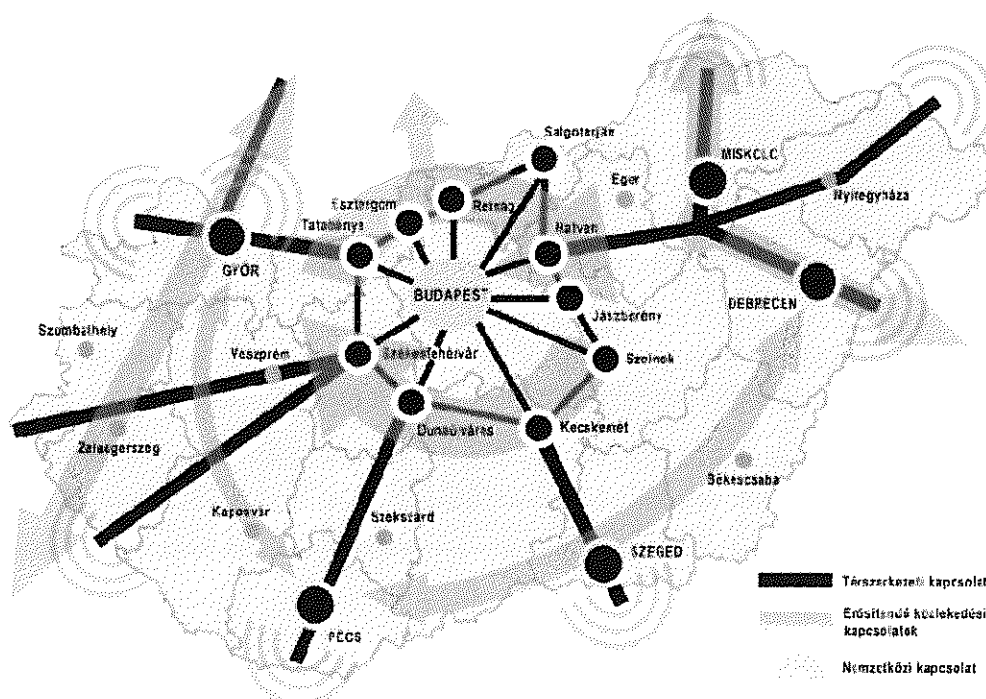 Salgótarján
MISKOLC
Eger
Nyíregyháza
Esztergom
Retság
Tatabánya
Hatvan
GYŐR
BUDAPEST
DEBRECEN
Jászberény
Szombathely
Veszprém
Székesfehérvár
Szolnok
Dunaújváros
Kecskemét
Zalaegerszeg
Békéscsaba
Kaposvár
Szekszárd
SZEGED
PÉCS
Térszerkezeti kapcsolat
Erősítendő közlekedési
kapcsolatok
Nemzetközi kapcsolat